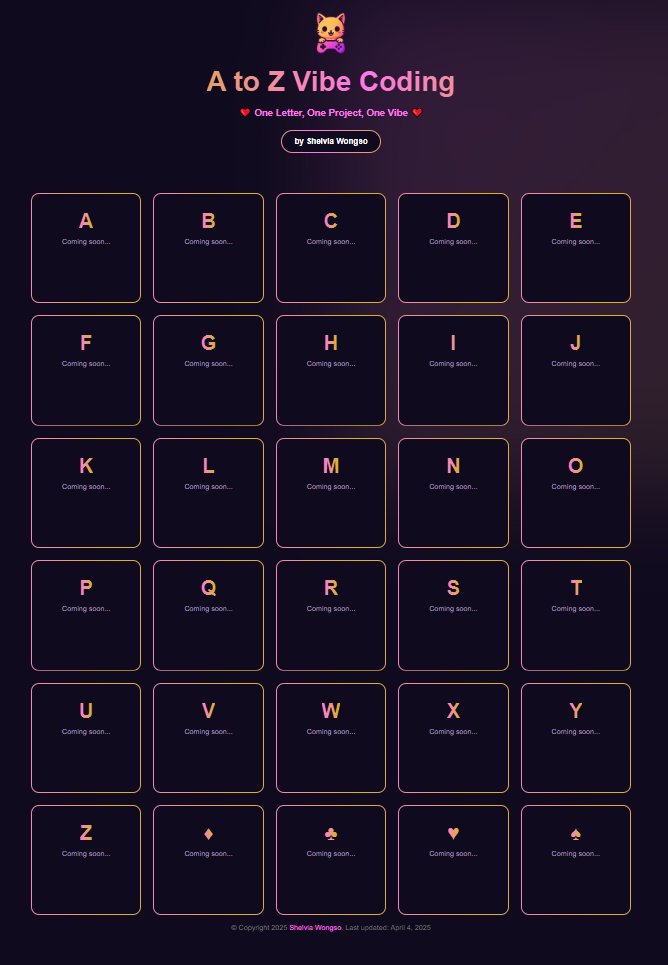 A to Z Vibe Coding
❤️ One Letter, One Project, One Vibe ❤️
by Shelvia Wongso
A B C D E
Coming soon... Coming soon... Coming soon... Coming soon... Coming soon...
F G H I J
Coming soon... Coming soon... Coming soon... Coming soon... Coming soon...
K L M N O
Coming soon... Coming soon... Coming soon... Coming soon... Coming soon...
P Q R S T
Coming soon... Coming soon... Coming soon... Coming soon... Coming soon...
U V W X Y
Coming soon... Coming soon... Coming soon... Coming soon... Coming soon...
Z ♦ ♣ ♥ ♠
Coming soon... Coming soon... Coming soon... Coming soon... Coming soon...
© Copyright 2025 Shelvia Wongso. Last updated: April 4, 2025